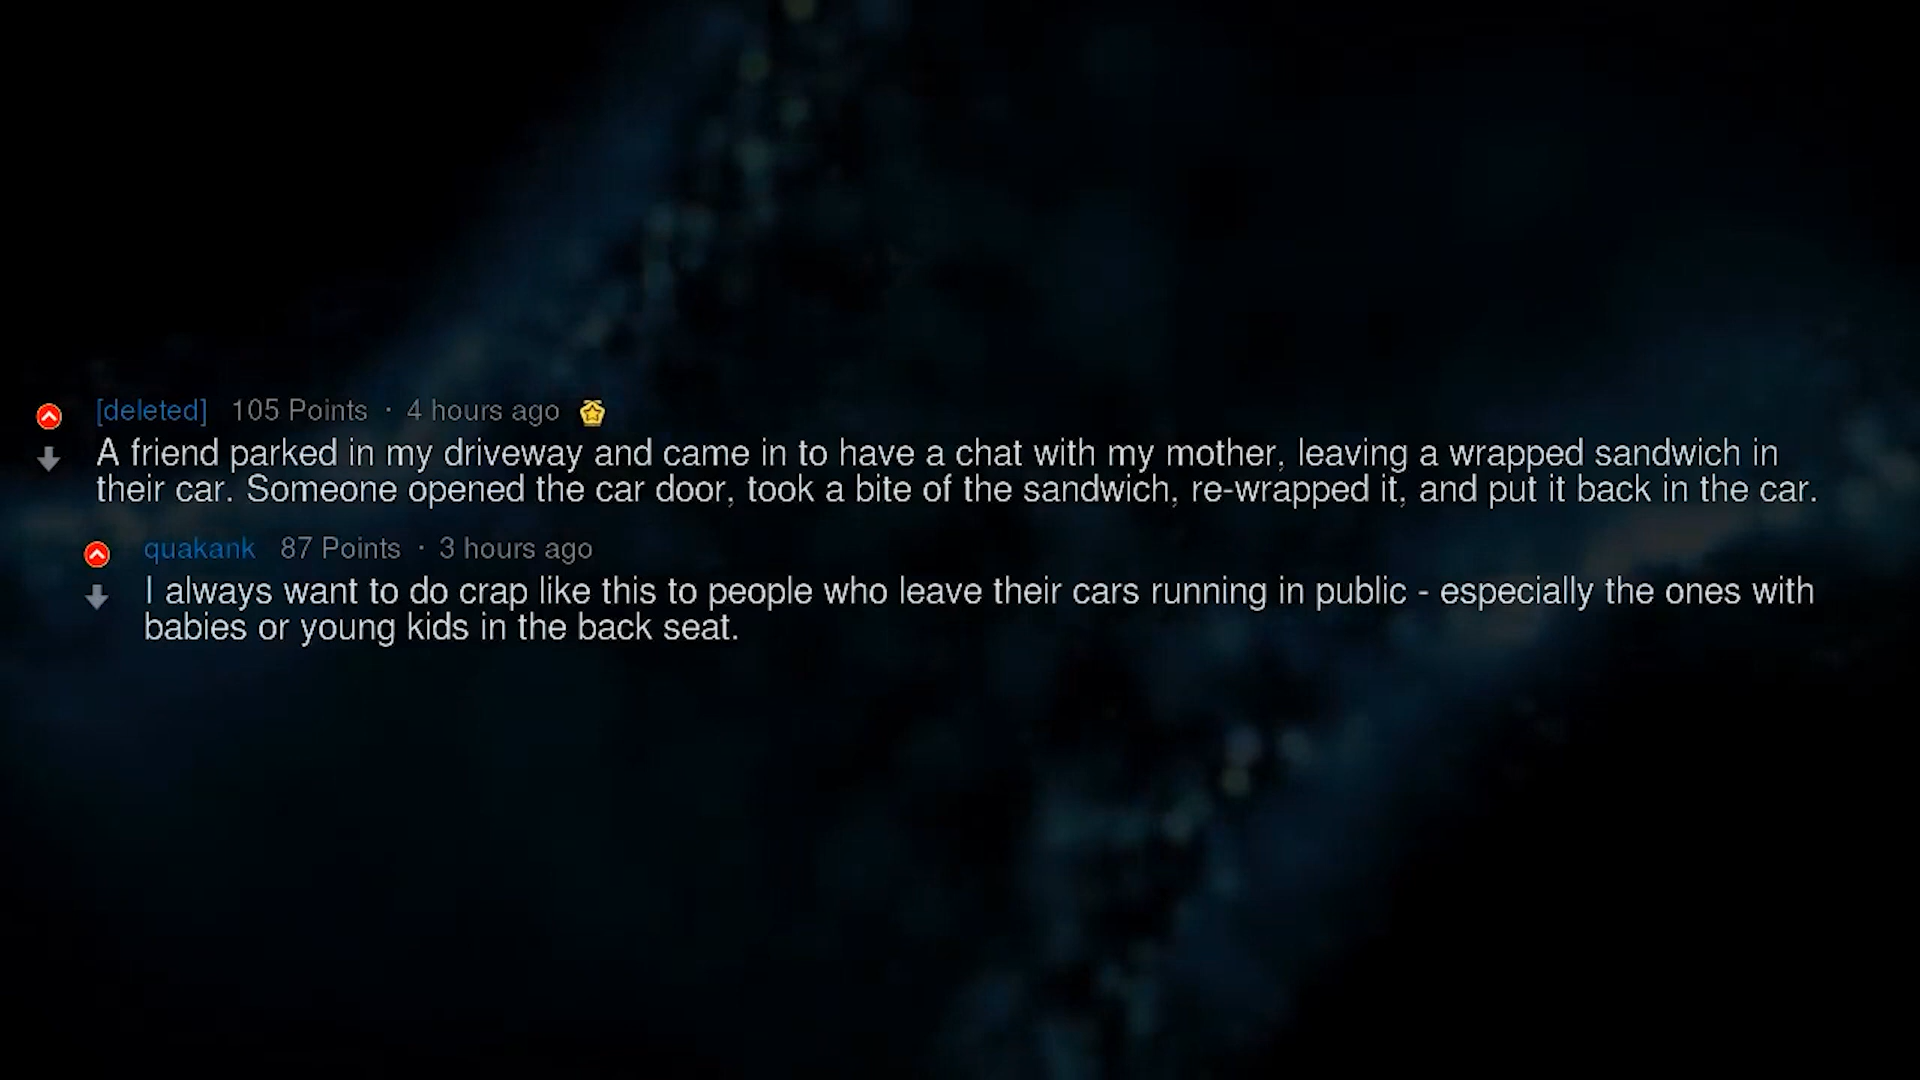 [deleted] 105 Points · 4 hours ago
A friend parked in my driveway and came in to have a chat with my mother, leaving a wrapped sandwich in
their car. Someone opened the car door, took a bite of the sandwich, re-wrapped it, and put it back in the car.
quakank 87 Points · 3 hours ago
I always want to do crap like this to people who leave their cars running in public - especially the ones with
babies or young kids in the back seat.